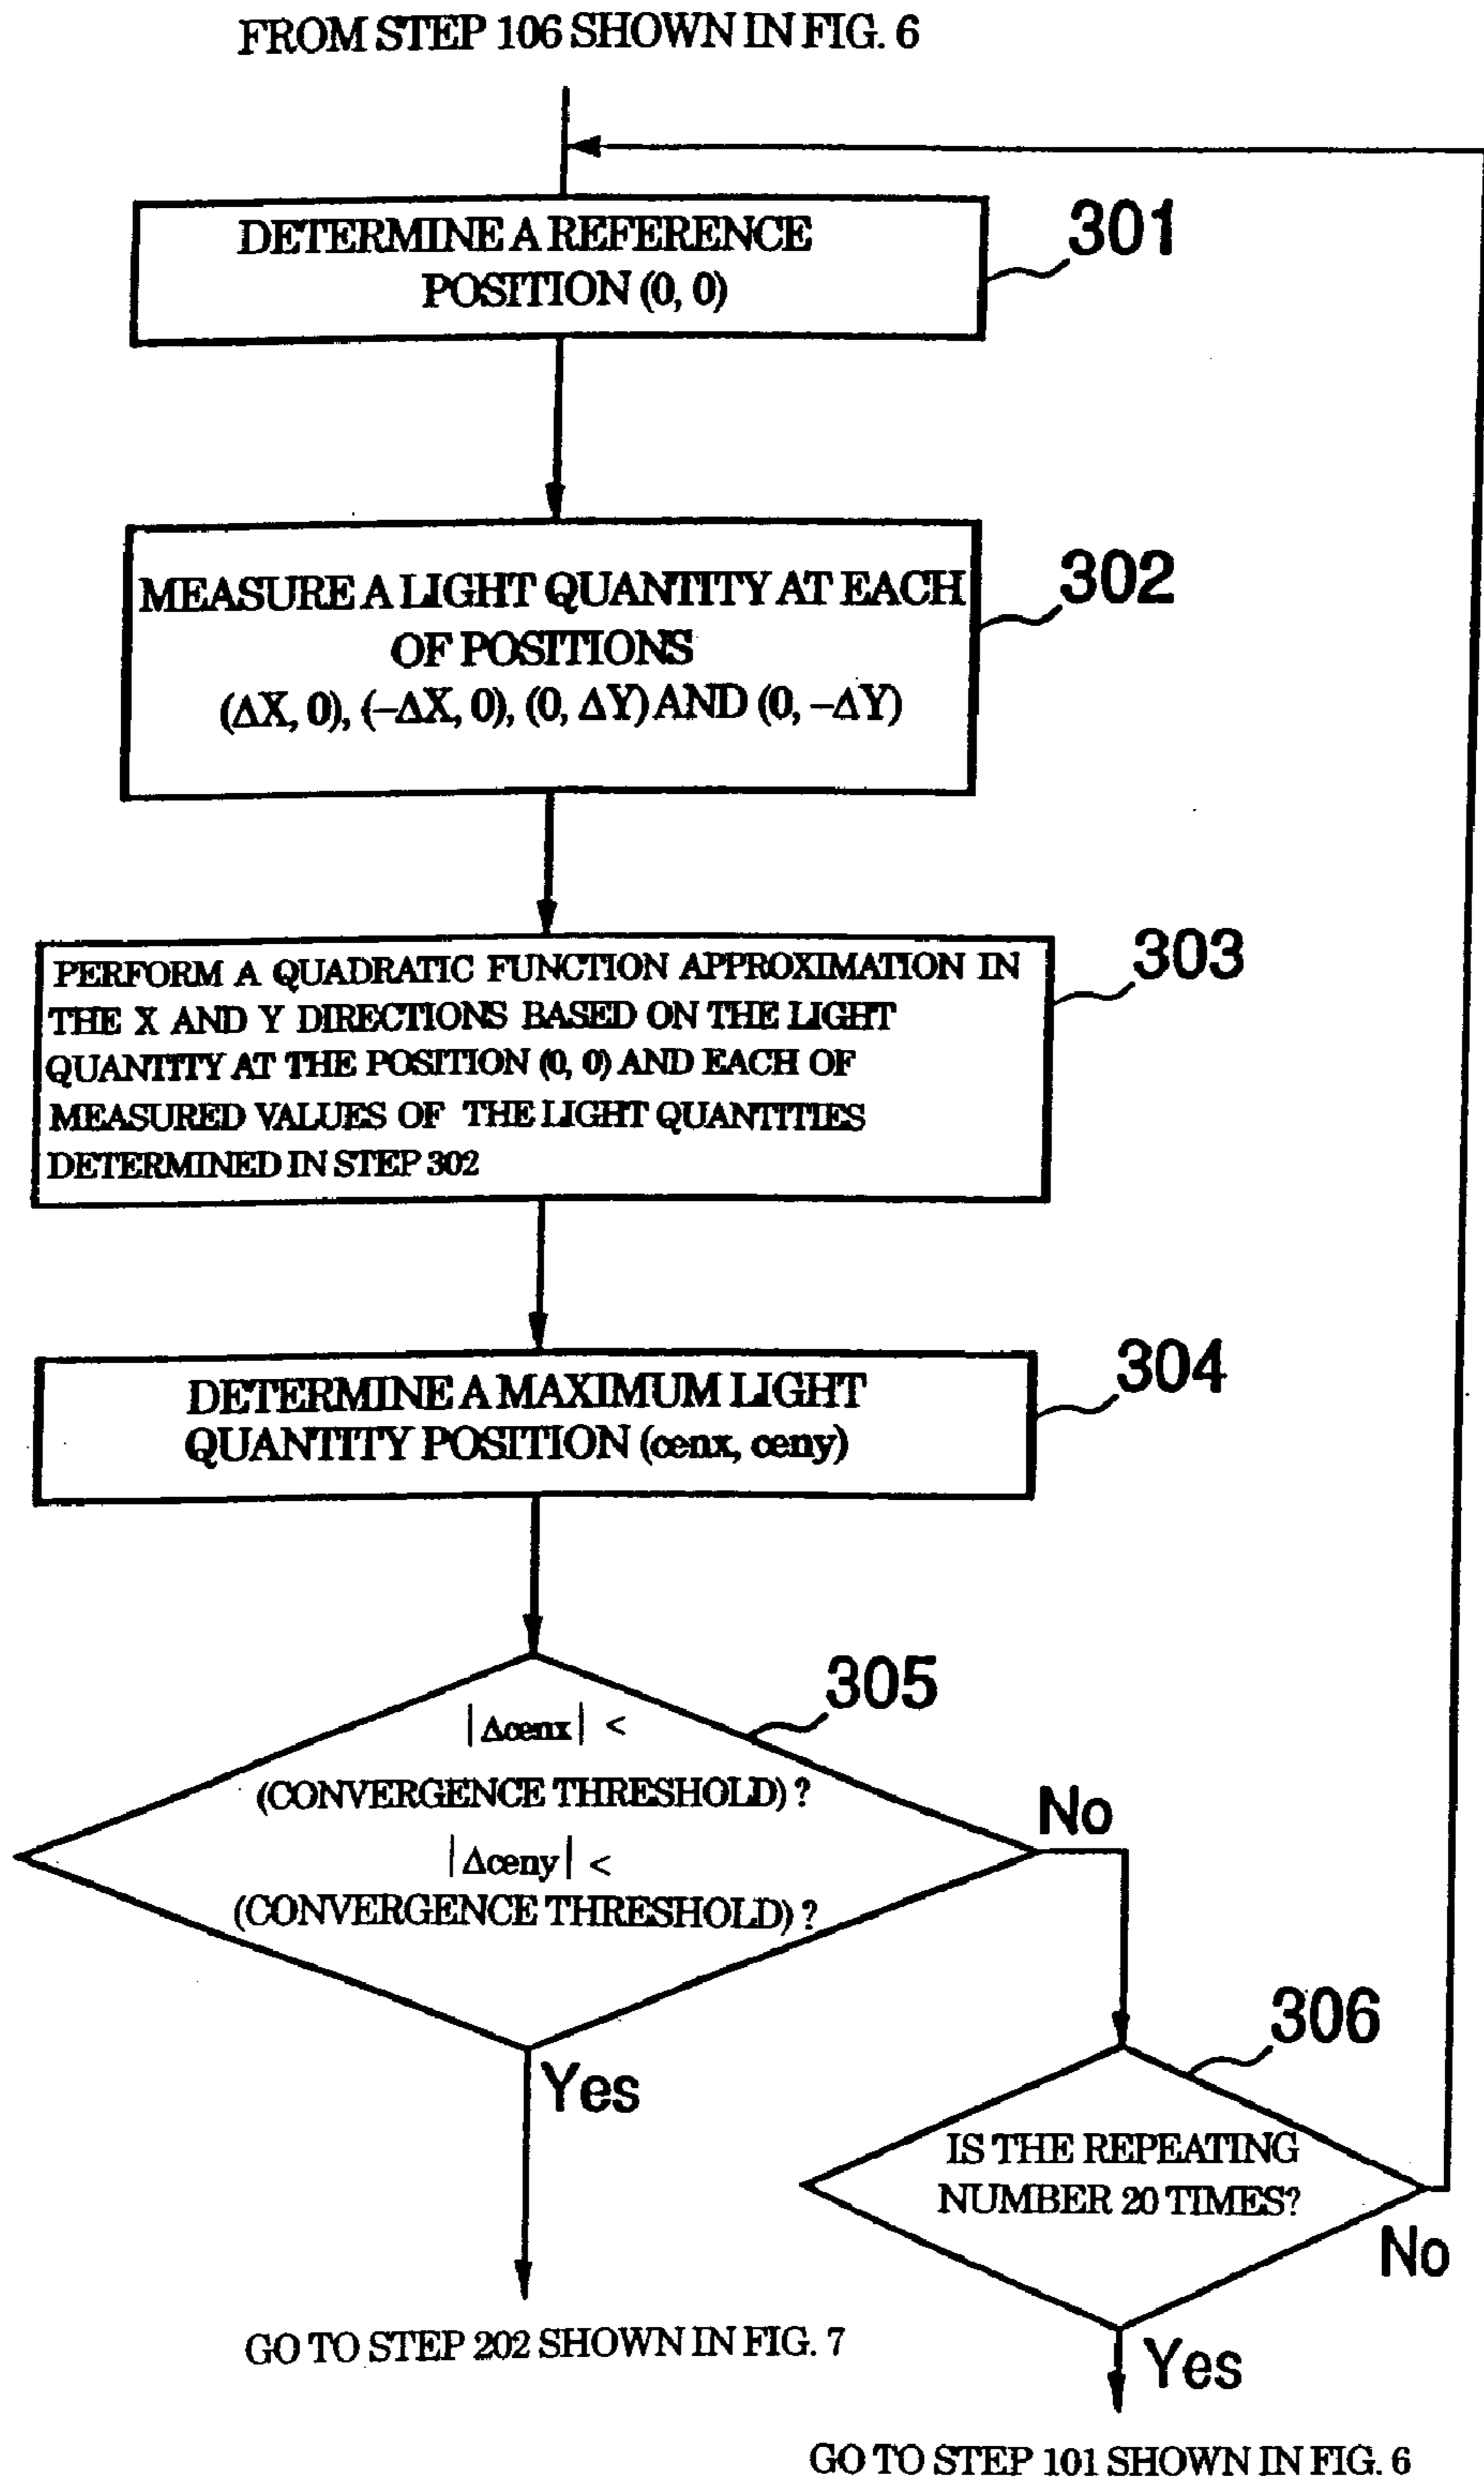 FROM STEP 106 SHOWN IN FIG. 6
DETERMINE A REFERENCE
POSITION (0, 0)
301
MEASURE A LIGHT QUANTITY AT EACH
OF POSITIONS
(ΔX, 0), (−ΔX, 0), (0, ΔY) AND (0, −ΔY)
302
PERFORM A QUADRATIC FUNCTION APPROXIMATION IN
THE X AND Y DIRECTIONS BASED ON THE LIGHT
QUANTITY AT THE POSITION (0, 0) AND EACH OF
MEASURED VALUES OF THE LIGHT QUANTITIES
DETERMINED IN STEP 302
303
DETERMINE A MAXIMUM LIGHT
QUANTITY POSITION (cenx, ceny)
304
|Δcenx| <
(CONVERGENCE THRESHOLD) ?
|Δceny| <
(CONVERGENCE THRESHOLD) ?
305
No
Yes
306
IS THE REPEATING
NUMBER 20 TIMES?
No
Yes
GO TO STEP 202 SHOWN IN FIG. 7
GO TO STEP 101 SHOWN IN FIG. 6